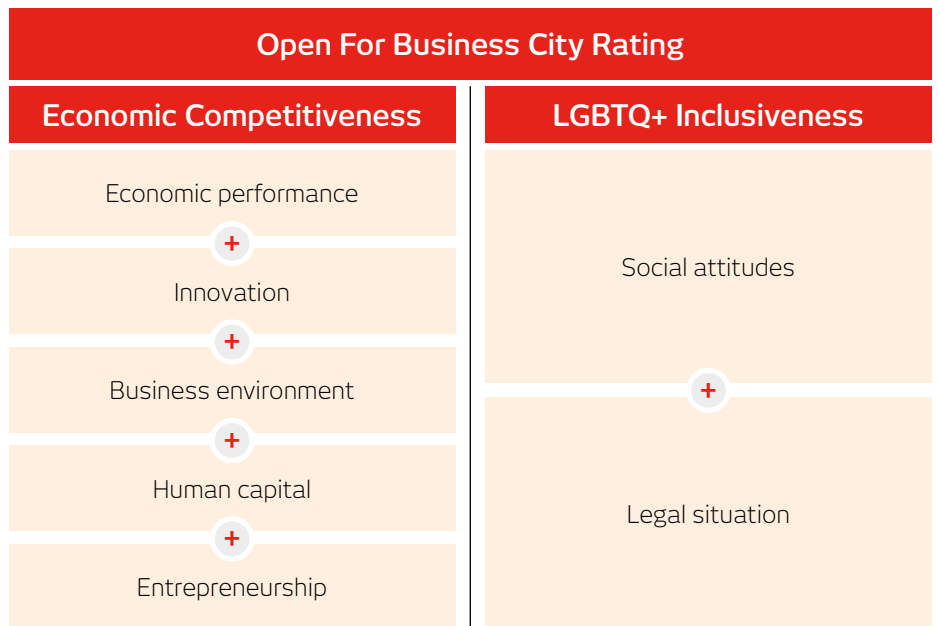 Open For Business City Rating
Economic Competitiveness
Economic performance
+
Innovation
+
Business environment
+
Human capital
+
Entrepreneurship
LGBTQ+ Inclusiveness
Social attitudes
+
Legal situation